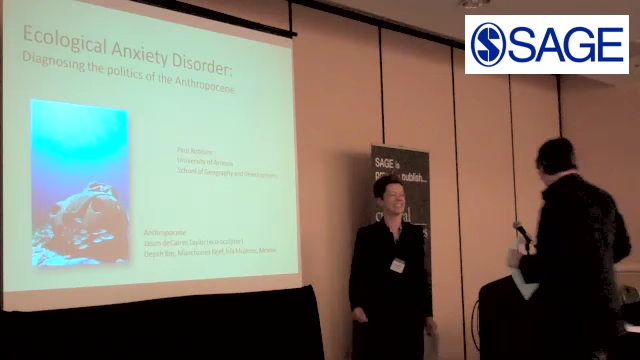 Ecological Anxiety Disorder:
Diagnosing the politics of the Anthropocene
Paul Robbins
University of Arizona
School of Geography and Development
Anthropocene
Jason deCaires Taylor (eco-sculptor)
Depth 8m, Manchones Reef, Isla Mujeres, Mexico
SAGE is
publish...
S SAGE